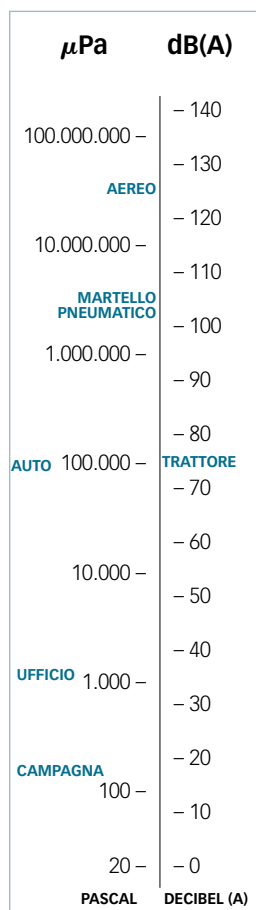 μPa dB(A)
– 140
100.000.000 –
– 130
AEREO
– 120
10.000.000 –
– 110
MARTELLO
PNEUMATICO
– 100
1.000.000 –
– 90
– 80
AUTO 100.000 – TRATTORE
– 70
– 60
10.000 –
– 50
– 40
UFFICIO 1.000 –
– 30
– 20
CAMPAGNA
100 –
– 10
20 – – 0
PASCAL DECIBEL (A)